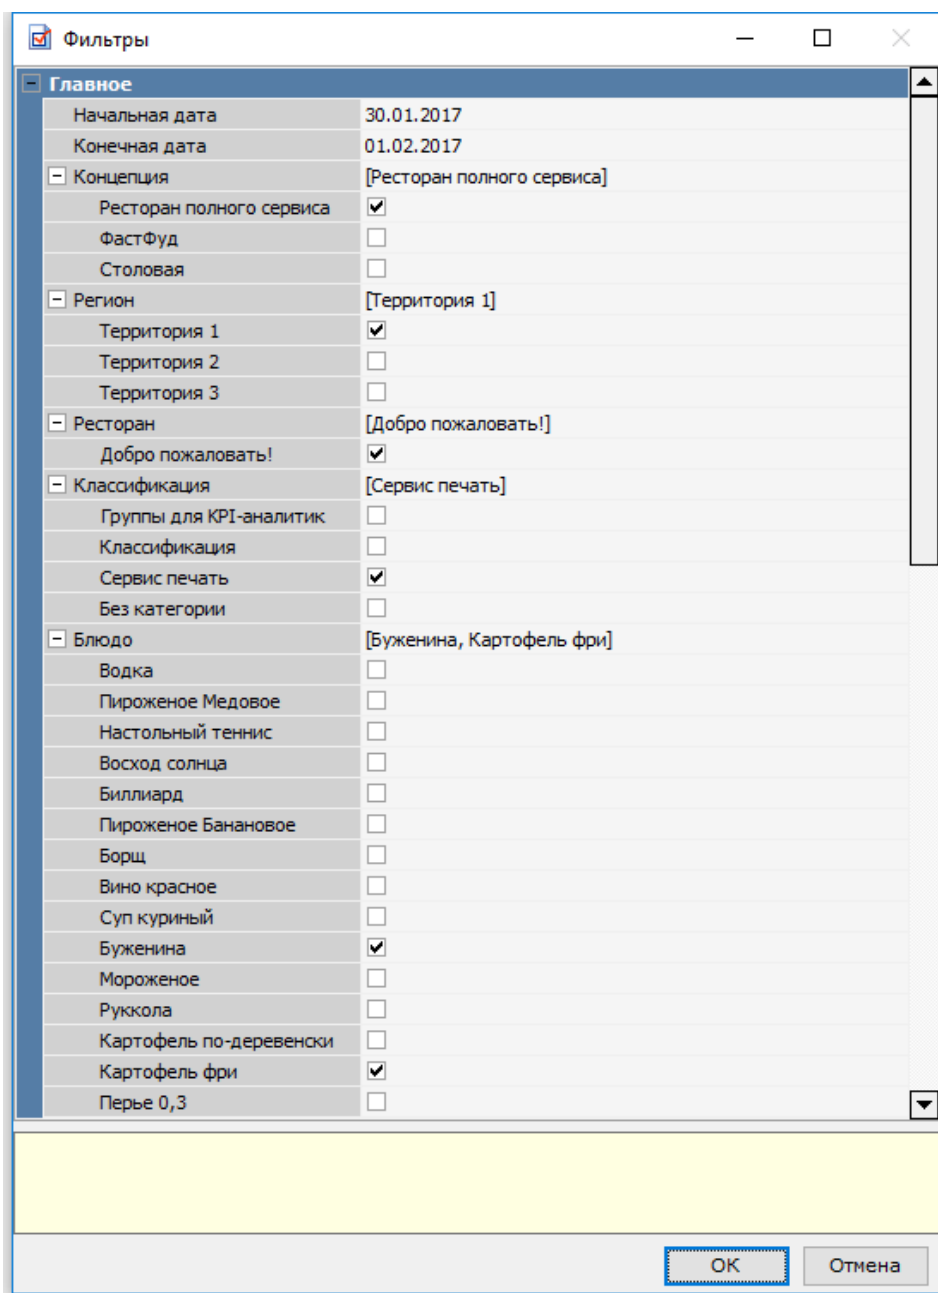 Фильтры
Главное
Начальная дата 30.01.2017
Конечная дата 01.02.2017
Концепция [Ресторан полного сервиса]
Ресторан полного сервиса
ФастФуд
Столовая
Регион [Территория 1]
Территория 1
Территория 2
Территория 3
Ресторан [Добро пожаловать!]
Добро пожаловать!
Классификация [Сервис печать]
Группы для KPI-аналитик
Классификация
Сервис печать
Без категории
Блюдо [Буженина, Картофель фри]
Водка
Пироженое Медовое
Настольный теннис
Восход солнца
Биллиард
Пироженое Банановое
Борщ
Вино красное
Суп куриный
Буженина
Мороженое
Руккола
Картофель по-деревенски
Картофель фри
Перье 0,3
ОК Отмена